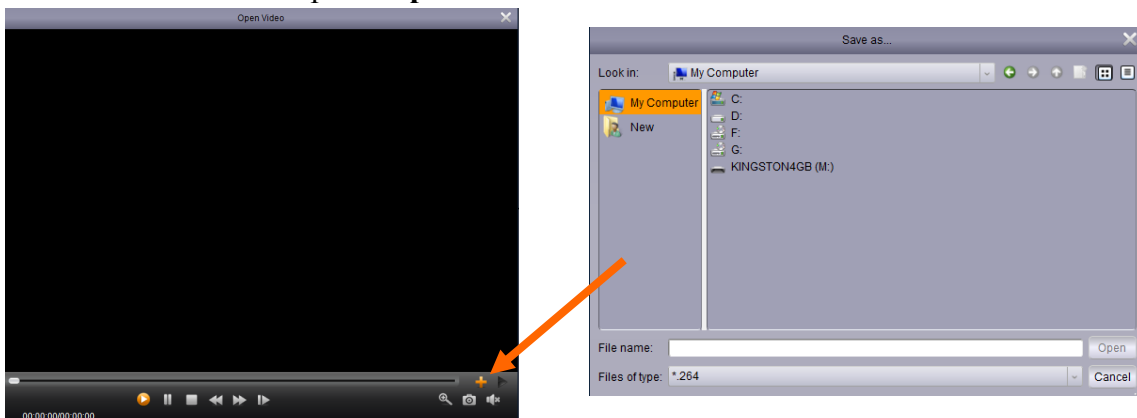 Open Video
00:00:00/00:00:00
Save as...
Look in: My Computer
My Computer
New
C:
D:
F:
G:
KINGSTON4GB (M:)
File name:
Open
Files of type: *.264
Cancel